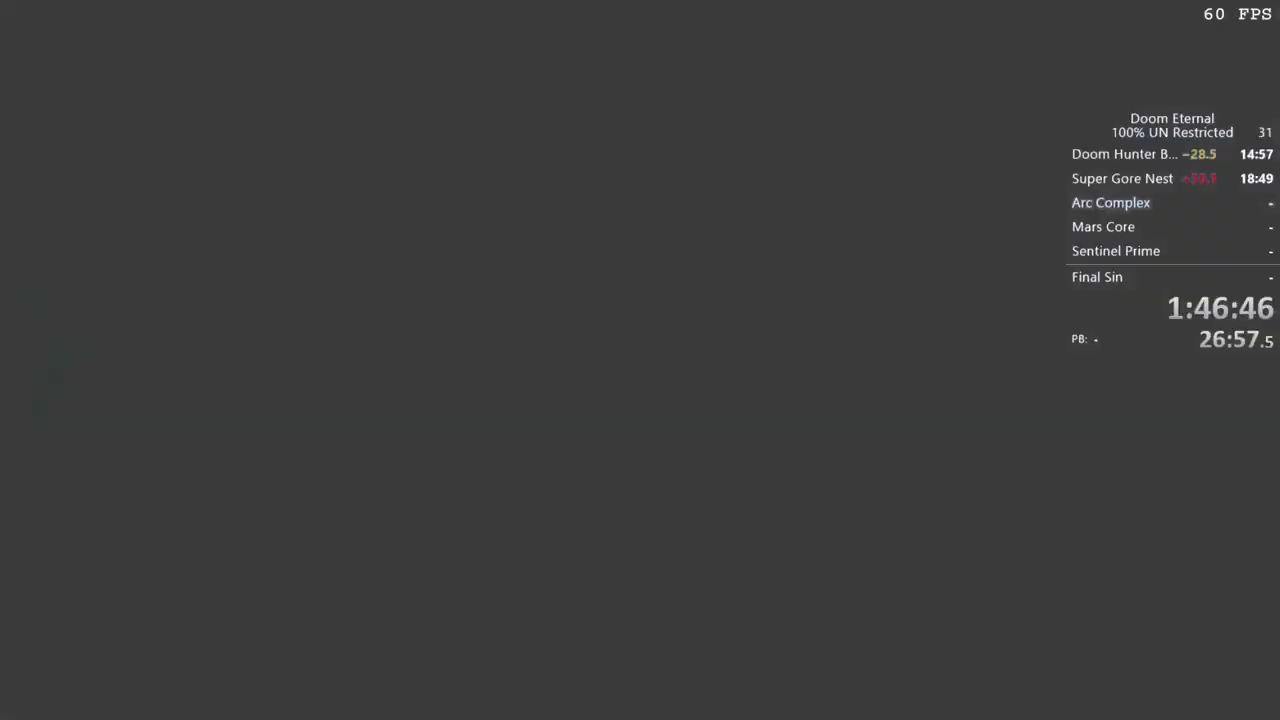 60 FPS
Doom Eternal
100% UN Restricted 31
Doom Hunter B... −28.5 14:57
Super Gore Nest 18:49
Arc Complex -
Mars Core -
Sentinel Prime -
Final Sin -
1:46:46
PB: - 26:57.5